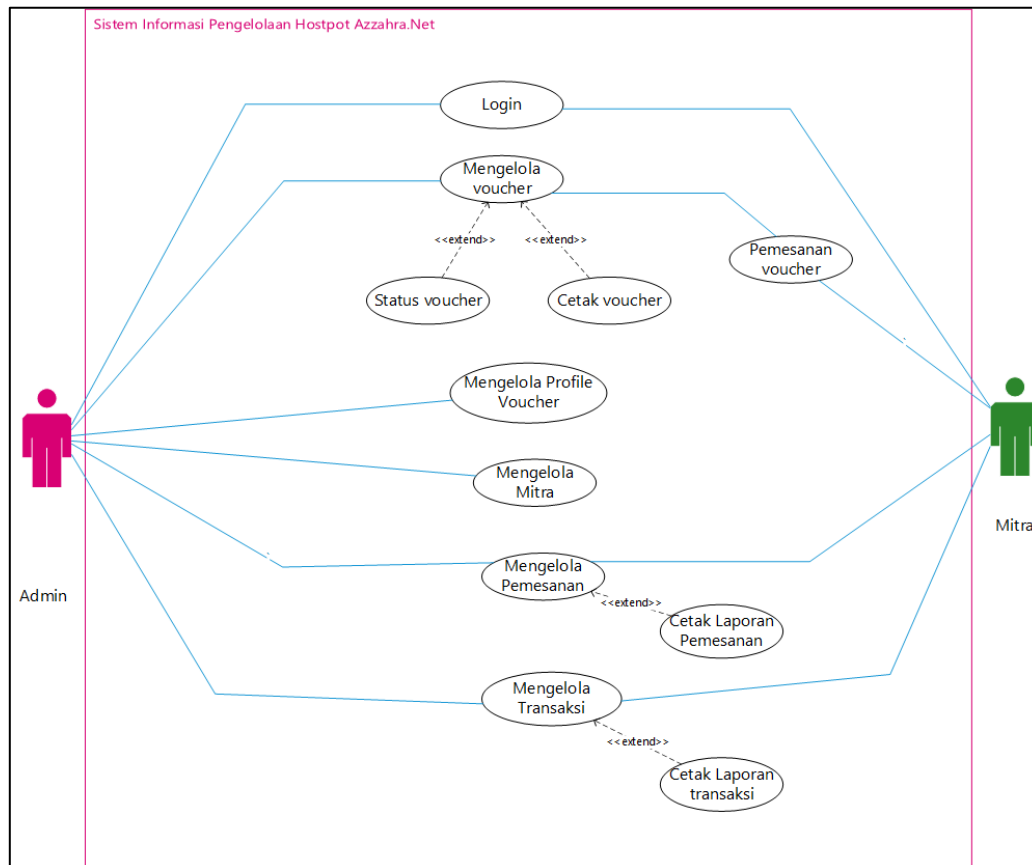 Sistem Informasi Pengelolaan Hostpot Azzahra.Net
Login
Mengelola
voucher
<<extend>>
<<extend>>
Pemesanan
voucher
Status voucher
Cetak voucher
Mengelola Profile
Voucher
Mengelola
Mitra
Mitra
Admin
Mengelola
Pemesanan
<<extend>>
Cetak Laporan
Pemesanan
Mengelola
Transaksi
<<extend>>
Cetak Laporan
transaksi